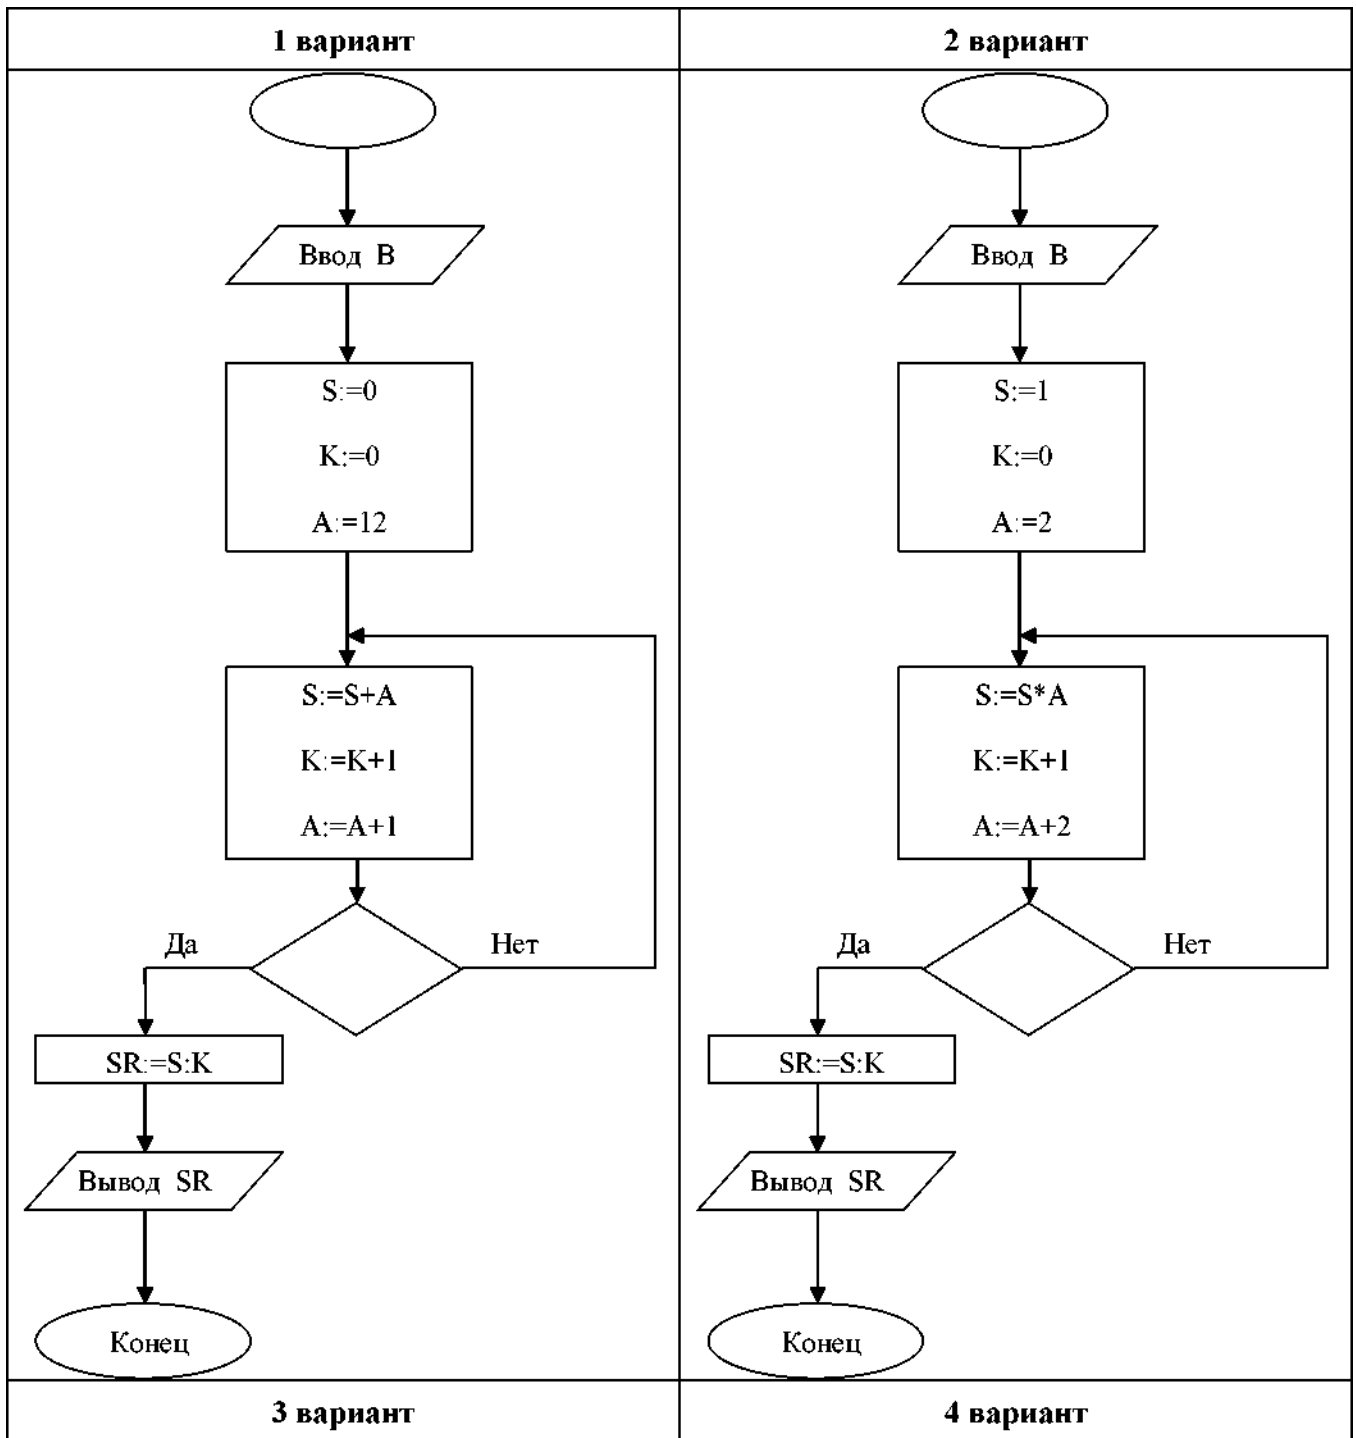 1 вариант
2 вариант
Ввод В
S:=0
K:=0
A:=12
S:=S+A
K:=K+1
A:=A+1
Да
Нет
SR:=S:K
Вывод SR
Конец
Ввод В
S:=1
K:=0
A:=2
S:=S*A
K:=K+1
A:=A+2
Да
Нет
SR:=S:K
Вывод SR
Конец
3 вариант
4 вариант